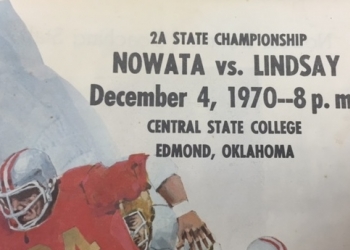 2A STATE CHAMPIONSHIP
NOWATA vs. LINDSAY
December 4, 1970--8 p. m
CENTRAL STATE COLLEGE
EDMOND, OKLAHOMA